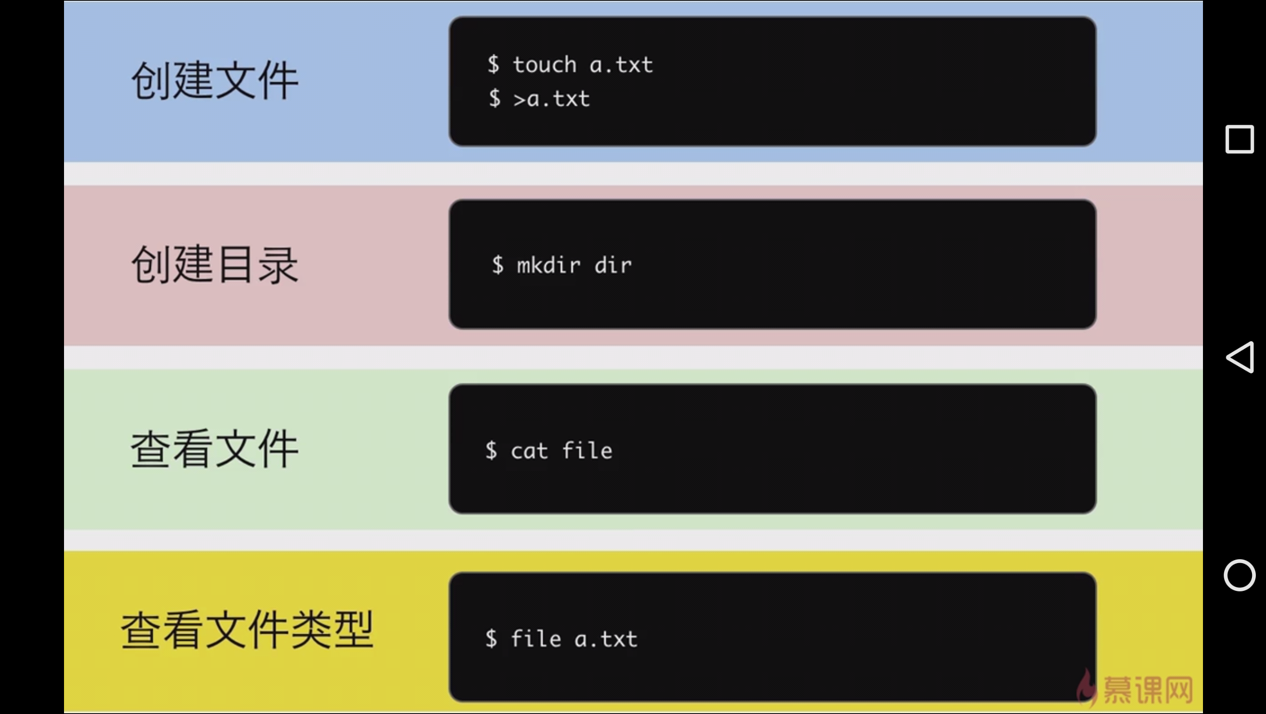 创建文件
$ touch a.txt
$ >a.txt
创建目录
$ mkdir dir
查看文件
$ cat file
查看文件类型
$ file a.txt
慕课网